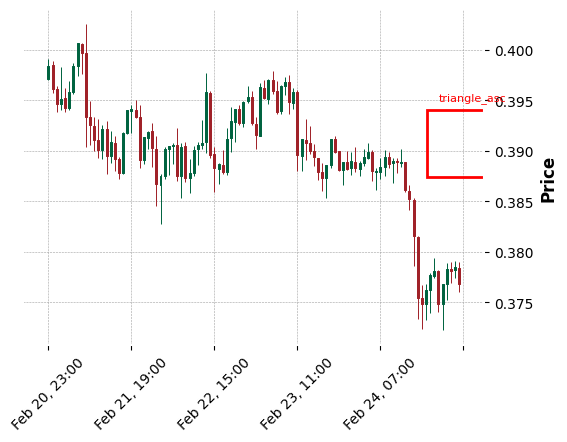 0.400
triangle_asc
0.395
0.390
0.385
0.380
0.375
Price
Feb 20, 23:00
Feb 21, 19:00
Feb 22, 15:00
Feb 23, 11:00
Feb 24, 07:00